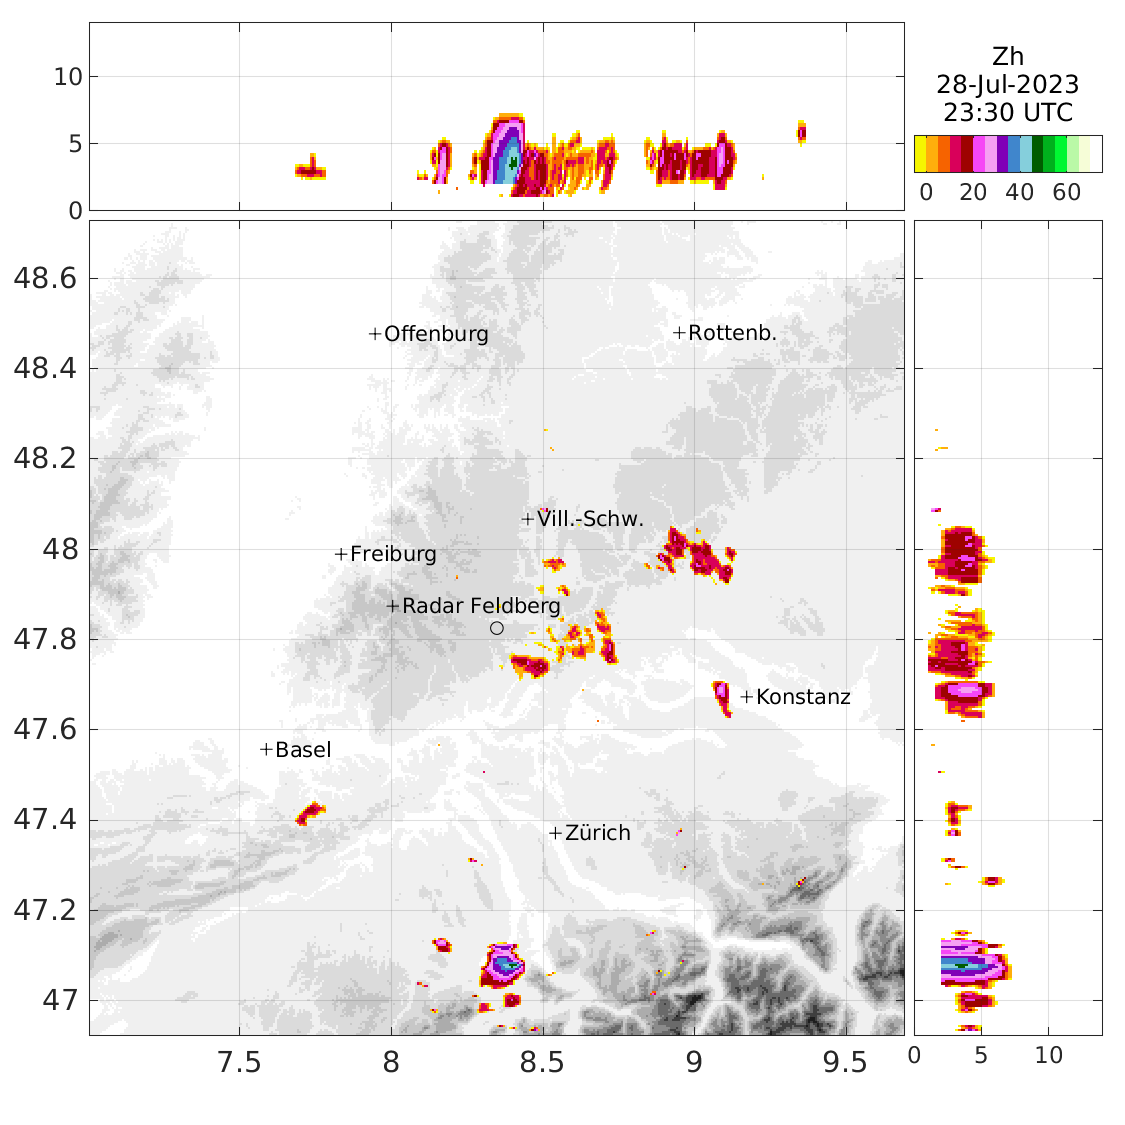 10
5
0
Zh
28-Jul-2023
23:30 UTC
0 20 40 60
48.6
48.4
48.2
48
47.8
47.6
47.4
47.2
47
+Offenburg
+Rottenb.
+Vill.-Schw.
+Freiburg
+Radar Feldberg
+Konstanz
+Basel
+Zürich
7.5 8 8.5 9 9.5
0 5 10